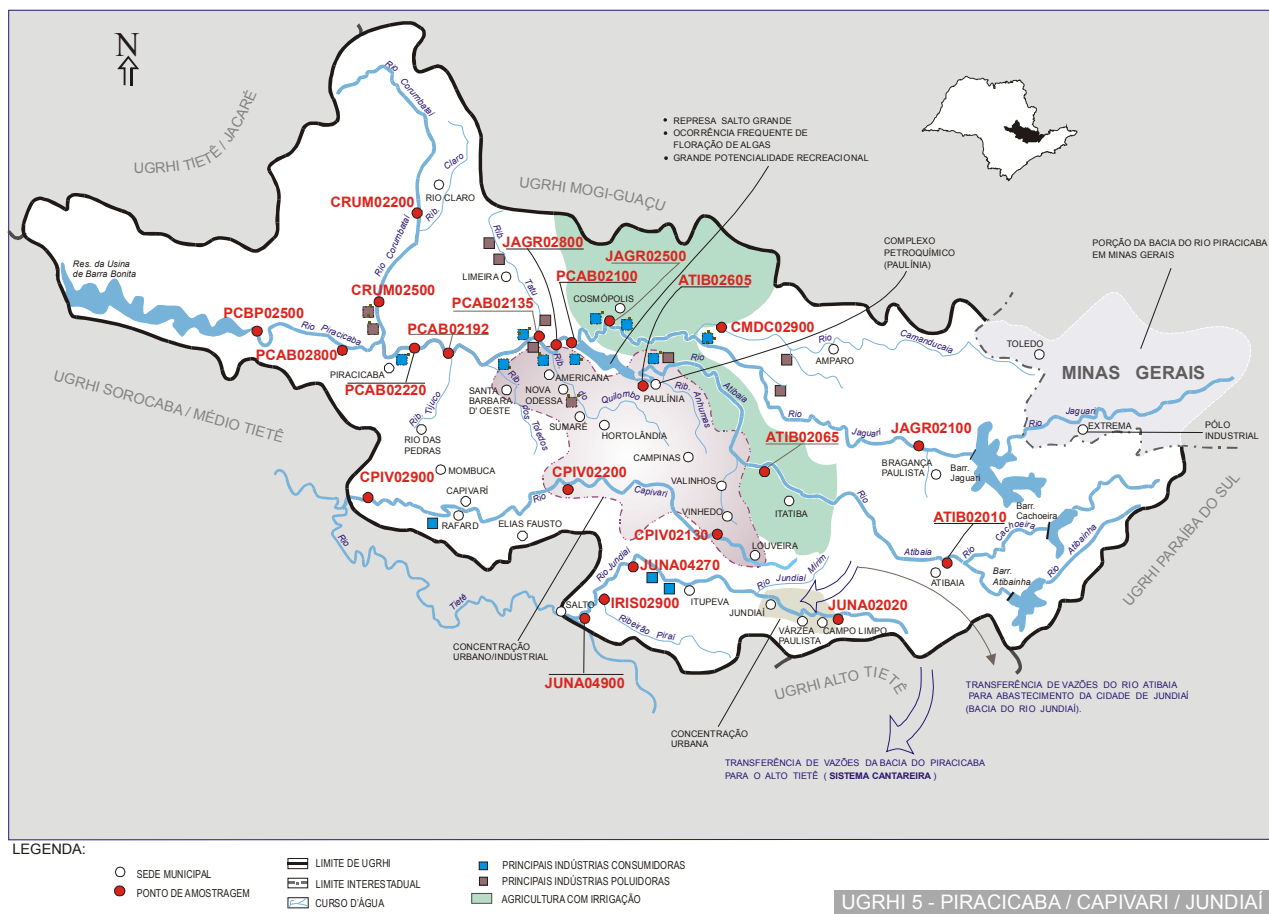 N
Rio Corumbataí
UGRHI TIETÊ / JACARÉ
• REPRESA SALTO GRANDE
• OCORRÊNCIA FREQUENTE DE
FLORAÇÃO DE ALGAS
• GRANDE POTENCIALIDADE RECREACIONAL
UGRHI MOGI-GUAÇU
Rib. Claro
RIO CLARO
CRUM02200
Rio Corumbataí
Rib. Tatú
JAGR02800
JAGR02500
LIMEIRA
PCAB02100
ATIB02605
COSMÓPOLIS
COMPLEXO
PETROQUÍMICO
(PAULÍNIA)
PORÇÃO DA BACIA DO RIO PIRACICABA
EM MINAS GERAIS
Res. da Usina
de Barra Bonita
CRUM02500
PCAB02135
PCBP02500
Rio Piracicaba
PCAB02192
CMDC02900
Rio Camanducaia
TOLEDO
PCAB02800
PIRACICABA
PCAB02220
AMPARO
MINAS GERAIS
Rio
Atibaia
AMERICANA
Rib. do Quilombo
PAULÍNIA
Rib. Anhumas
SANTA
BARBARA
D' OESTE
NOVA
ODESSA
Rib. dos Toledos
SUMARÉ
HORTOLÂNDIA
UGRHI SOROCABA / MÉDIO TIETÊ
Rib. Tijuco
RIO DAS
PEDRAS
Rio Jaguari
JAGR02100
Rio Jaguari
EXTREMA
PÓLO
INDUSTRIAL
ATIB02065
CAMPINAS
BRAGANÇA
PAULISTA
Barr.
Jaguari
MOMBUCA
CPIV02900
CPIV02200
VALINHOS
CAPIVARÍ
Rio Capivari
ITATIBA
Rio
Barr.
Cachoeira
RAFARD
ELIAS FAUSTO
VINHEDO
ATIB02010
Rio Cachoeira
Rio Atibainha
UGRHI PARAÍBA DO SUL
CPIV02130
LOUVEIRA
Atibaia
ATIBAIA
Barr.
Atibainha
Rio
Tietê
Rio Jundiaí
JUNA04270
Rio Jundiaí Mirim
ITUPEVA
IRIS02900
SALTO
Ribeirão Piraí
JUNDIAÍ
JUNA02020
VÁRZEA
PAULISTA
CAMPO LIMPO
CONCENTRAÇÃO
URBANO/INDUSTRIAL
JUNA04900
UGRHI ALTO TIETÊ
TRANSFERÊNCIA DE VAZÕES DO RIO ATIBAIA
PARA ABASTECIMENTO DA CIDADE DE JUNDIAÍ
(BACIA DO RIO JUNDIAÍ).
CONCENTRAÇÃO
URBANA
TRANSFERÊNCIA DE VAZÕES DA BACIA DO PIRACICABA
PARA O ALTO TIETÊ ( SISTEMA CANTAREIRA )
LEGENDA:
SEDE MUNICIPAL
PONTO DE AMOSTRAGEM
LIMITE DE UGRHI
LIMITE INTERESTADUAL
CURSO D'ÁGUA
PRINCIPAIS INDÚSTRIAS CONSUMIDORAS
PRINCIPAIS INDÚSTRIAS POLUIDORAS
AGRICULTURA COM IRRIGAÇÃO
UGRHI 5 - PIRACICABA / CAPIVARI / JUNDIAÍ